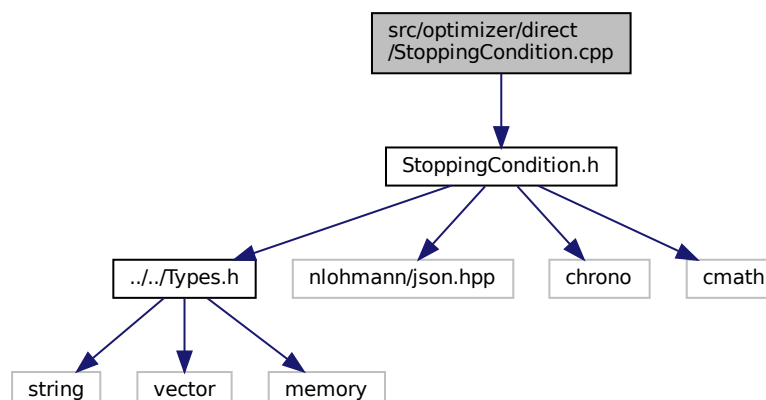 src/optimizer/direct
/StoppingCondition.cpp
StoppingCondition.h
../../Types.h
nlohmann/json.hpp
chrono
cmath
string
vector
memory